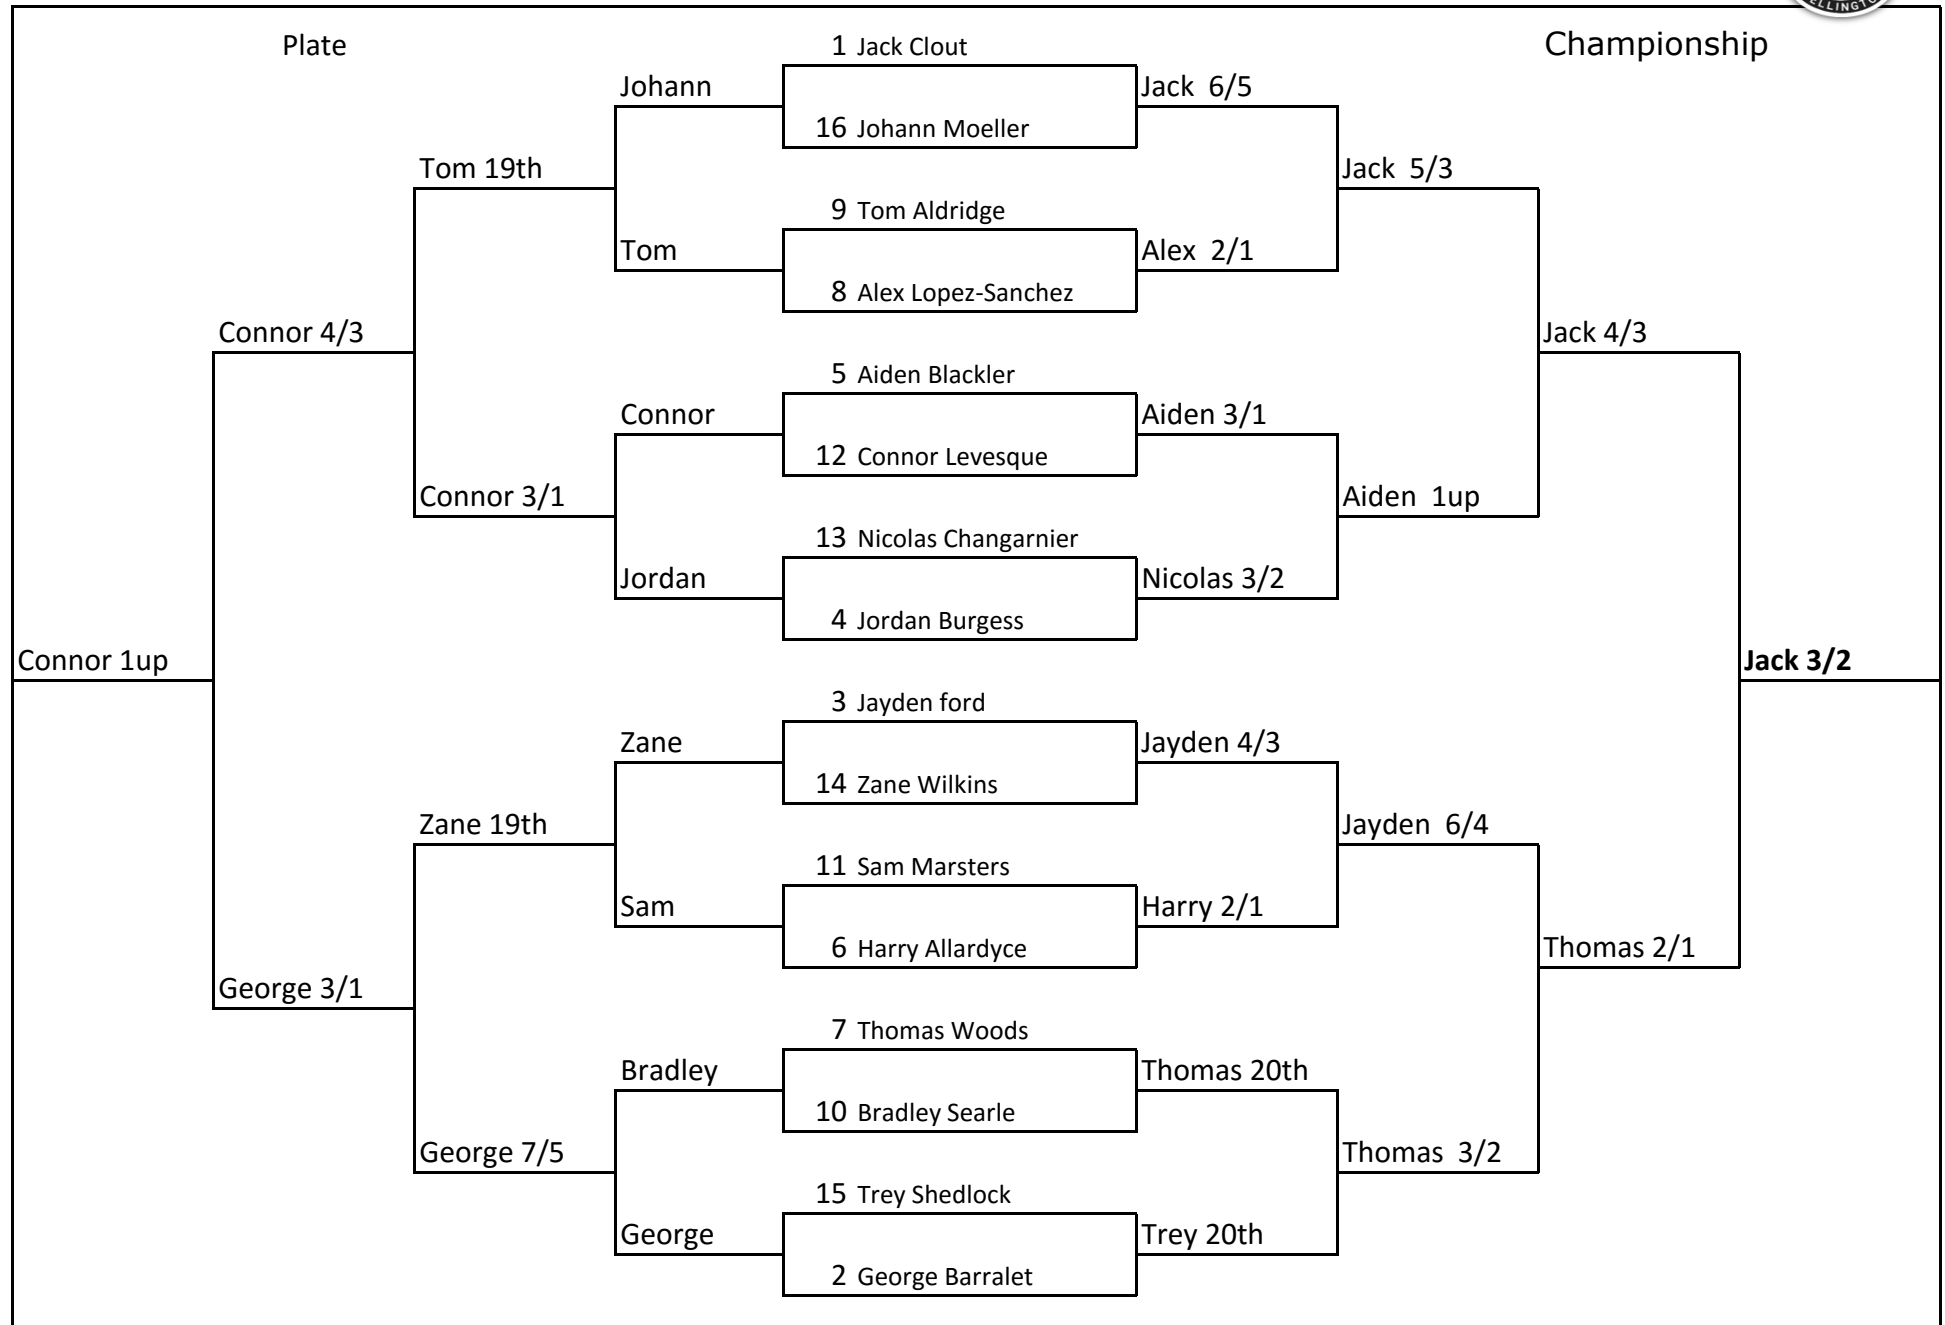 ELLINGTO
Plate
1 Jack Clout
Championship
Johann
Jack 6/5
16 Johann Moeller
Tom 19th
Jack 5/3
9 Tom Aldridge
Tom
Alex 2/1
8 Alex Lopez-Sanchez
Connor 4/3
Jack 4/3
5 Aiden Blackler
Connor
Aiden 3/1
12 Connor Levesque
Connor 3/1
Aiden 1up
13 Nicolas Changarnier
Jordan
Nicolas 3/2
4 Jordan Burgess
Connor 1up
Jack 3/2
3 Jayden ford
Zane
Jayden 4/3
14 Zane Wilkins
Zane 19th
Jayden 6/4
11 Sam Marsters
Sam
Harry 2/1
6 Harry Allardyce
Thomas 2/1
George 3/1
7 Thomas Woods
Bradley
Thomas 20th
10 Bradley Searle
George 7/5
Thomas 3/2
15 Trey Shedlock
George
Trey 20th
2 George Barralet